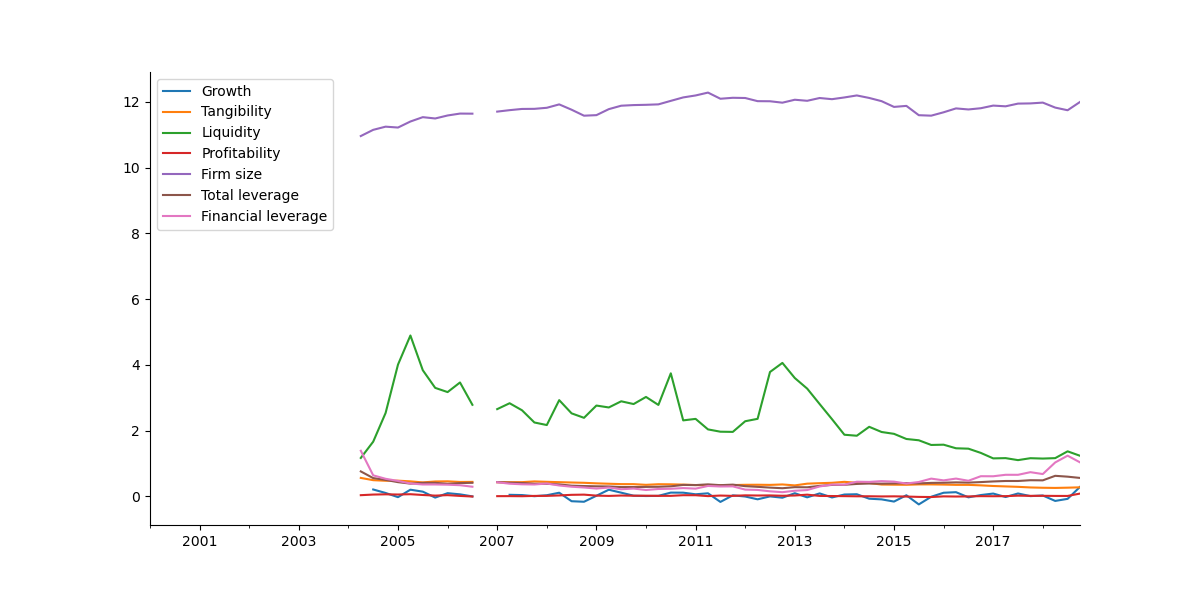 Growth
Tangibility
Liquidity
Profitability
Firm size
Total leverage
Financial leverage
12
10
8
6
4
2
0
2001 2003 2005 2007 2009 2011 2013 2015 2017